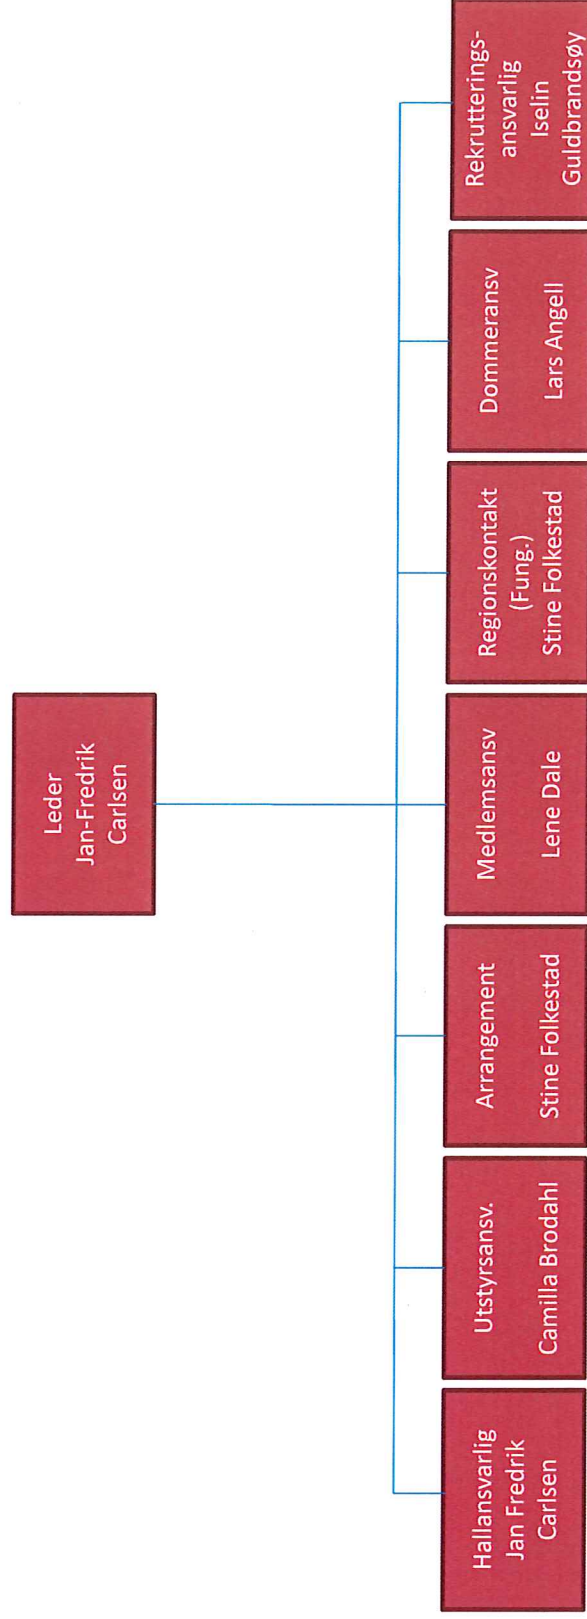 Leder
Jan-Fredrik
Carlsen
Hallansvarlig
Jan Fredrik
Carlsen
Utstyrsansv.
Camilla Brodahl
Arrangement
Stine Folkestad
Medlemsansv
Lene Dale
Regionskontakt
(Fung.)
Stine Folkestad
Dommeransv
Lars Angell
Rekrutterings-
ansvarlig
Iselin
Guldbrandsøy